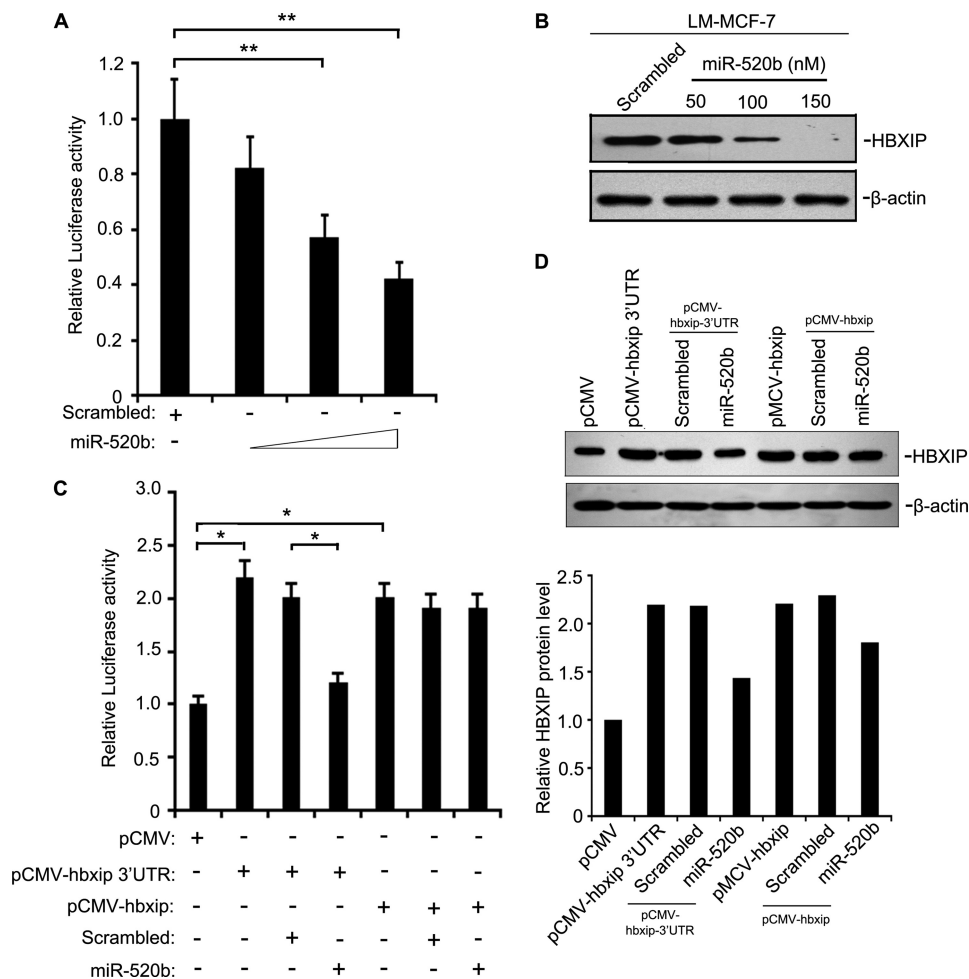 A
**
**
Relative Luciferase activity
1.2
1.0
0.8
0.6
0.4
0.2
0
Scrambled: + - - -
miR-520b: -
B
LM-MCF-7
Scrambled
miR-520b (nM)
50 100 150
-HBXIP
-β-actin
C
Relative Luciferase activity
3.0
2.5
2.0
1.5
1.0
0.5
0
*
*
*
pCMV: + - - - - - -
pCMV-hbxip 3'UTR: - + + + - - -
pCMV-hbxip: - - - - + + +
Scrambled: - - + - - + -
miR-520b: - - - + - - +
D
pCMV
pCMV-hbxip 3'UTR
pCMV-
hbxip-3'UTR
Scrambled
miR-520b
pMCV-hbxip
pCMV-hbxip
Scrambled
miR-520b
-HBXIP
-β-actin
Relative HBXIP protein level
2.5
2.0
1.5
1.0
0.5
0
pCMV
pCMV-hbxip 3'UTR
Scrambled
miR-520b
pMCV-hbxip
Scrambled
miR-520b
pCMV-
hbxip-3'UTR
pCMV-hbxip